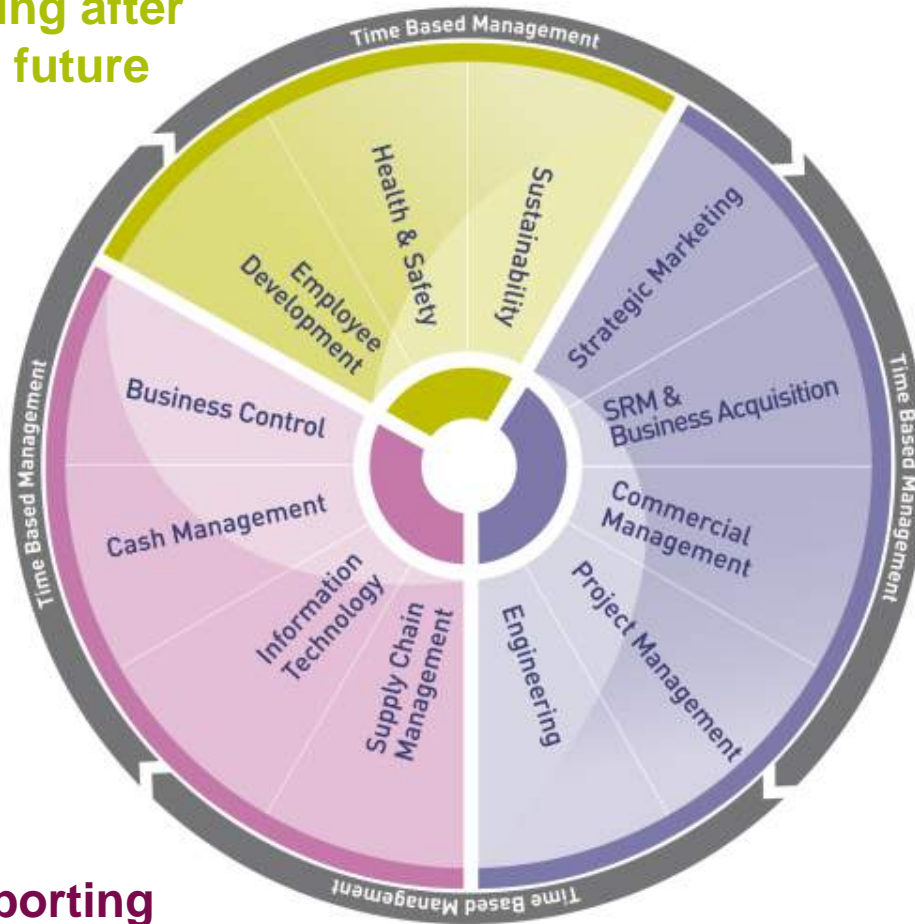 ing after
future
Time Based Management
Health & Safety
Sustainability
Employee
Development
Strategic Marketing
SRM &
Business Acquisition
Time Based Management
Commercial
Management
Project Management
Engineering
Time Based Management
Supply Chain
Management
Information
Technology
Cash Management
Business Control
Time Based Management
porting